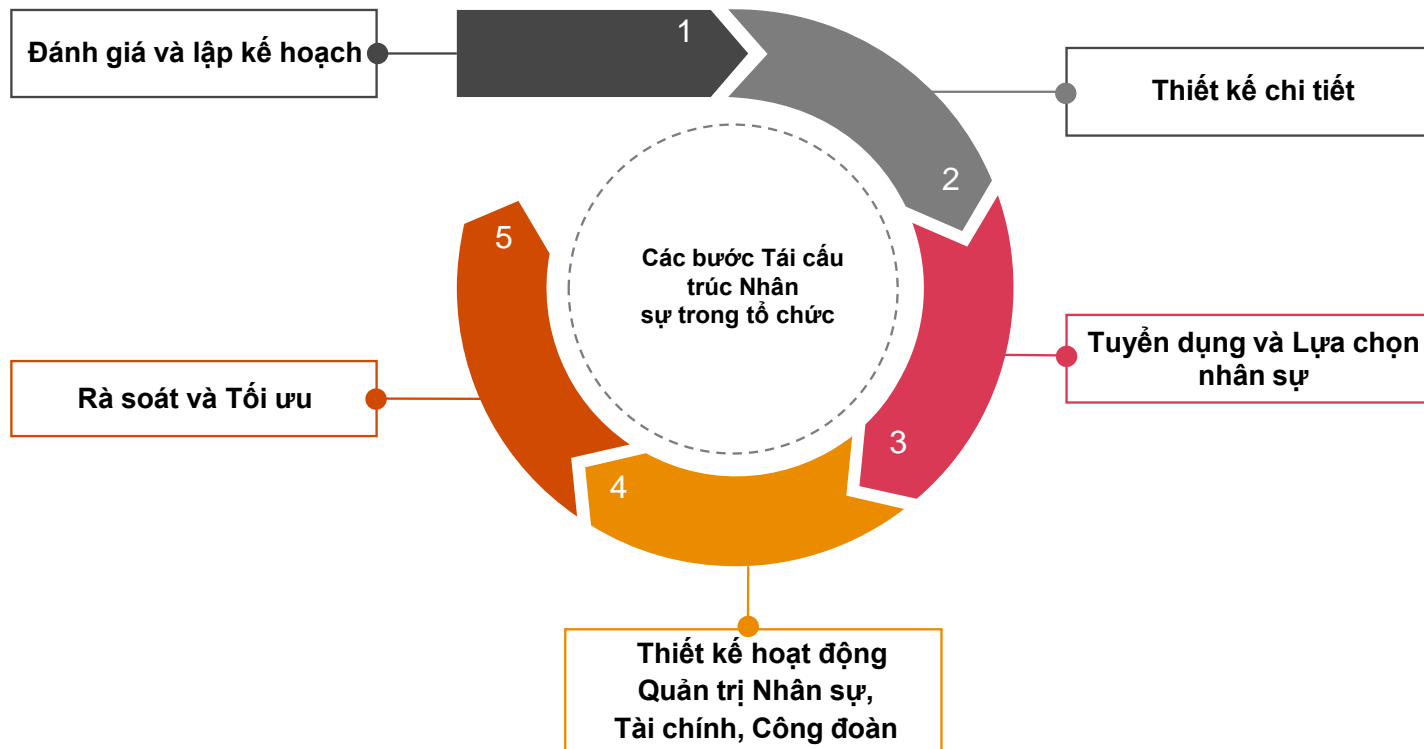 1
Đánh giá và lập kế hoạch
Thiết kế chi tiết
2
5
Các bước Tái cấu
trúc Nhân
sự trong tổ chức
Tuyển dụng và Lựa chọn
nhân sự
Rà soát và Tối ưu
3
4
Thiết kế hoạt động
Quản trị Nhân sự,
Tài chính, Công đoàn